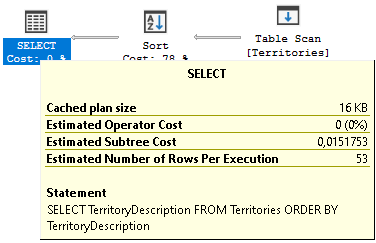 SELECT
Cost: 0 %
Sort
Cost: 78 %
Table Scan
[Territories]
SELECT
Cached plan size 16 KB
Estimated Operator Cost 0 (0%)
Estimated Subtree Cost 0,0151753
Estimated Number of Rows Per Execution 53
Statement
SELECT TerritoryDescription FROM Territories ORDER BY
TerritoryDescription